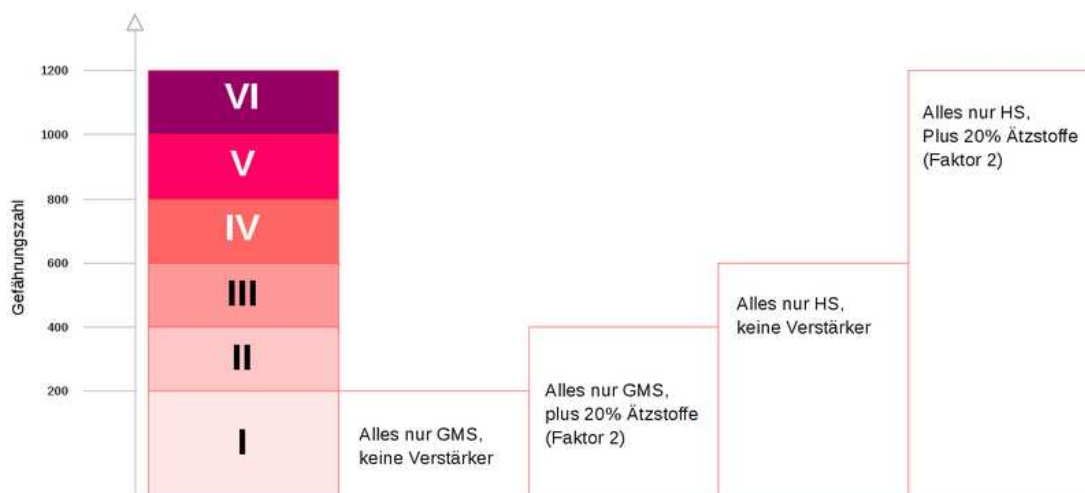 1200
1000
800
600
400
200
Gefährungszahl
VI
V
IV
III
II
I
Alles nur GMS,
keine Verstärker
Alles nur GMS,
plus 20% Ätzstoffe
(Faktor 2)
Alles nur HS,
keine Verstärker
Alles nur HS,
Plus 20% Ätzstoffe
(Faktor 2)